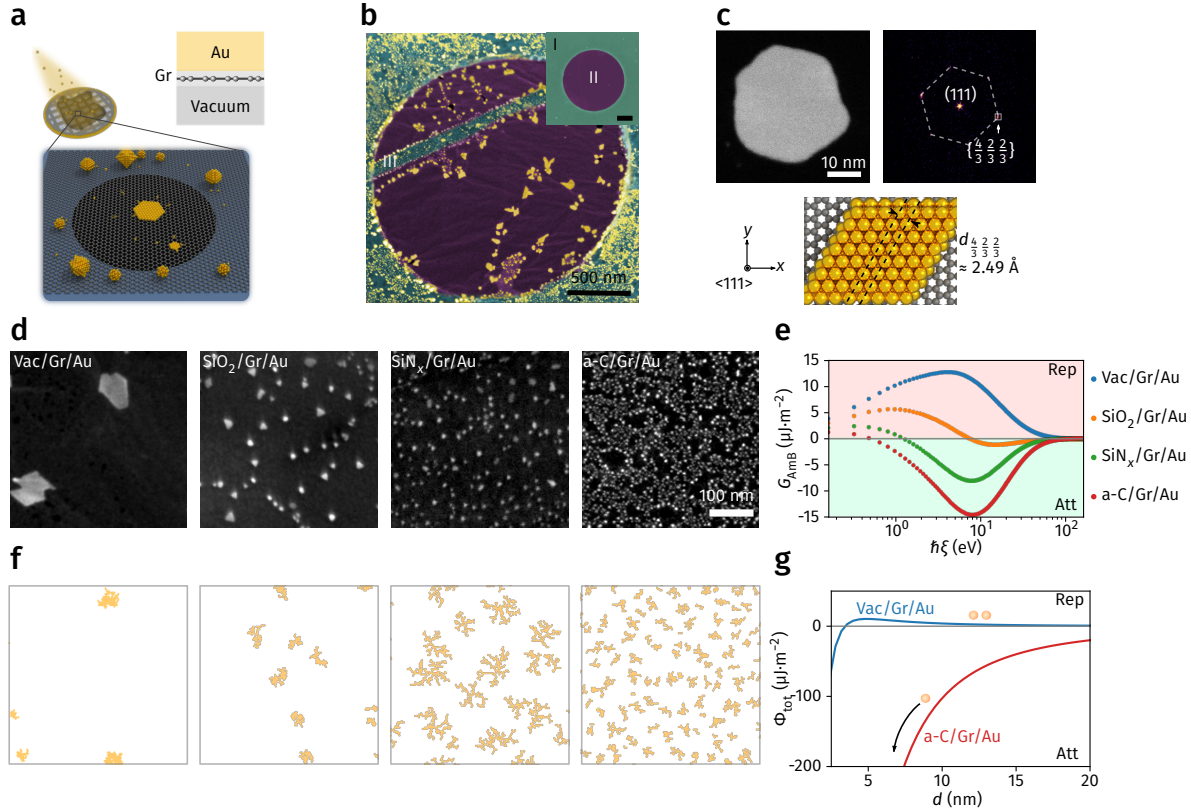 a
Au
Gr
Vacuum
b
I
II
III
500 nm
c
10 nm
(111)
{4/3 2/3 2/3}
y
x
<111>
d 4/3 2/3 2/3
≈ 2.49 Å
d
Vac/Gr/Au
SiO₂/Gr/Au
SiNₓ/Gr/Au
a-C/Gr/Au
100 nm
e
G_AmB (μJ·m⁻²)
15
10
5
0
-5
-10
-15
Rep
Att
10⁰
10¹
10²
ℏξ (eV)
Vac/Gr/Au
SiO₂/Gr/Au
SiNₓ/Gr/Au
a-C/Gr/Au
f
g
Φ_tot (μJ·m⁻²)
0
-100
-200
Vac/Gr/Au
Rep
a-C/Gr/Au
Att
5
10
15
20
d (nm)